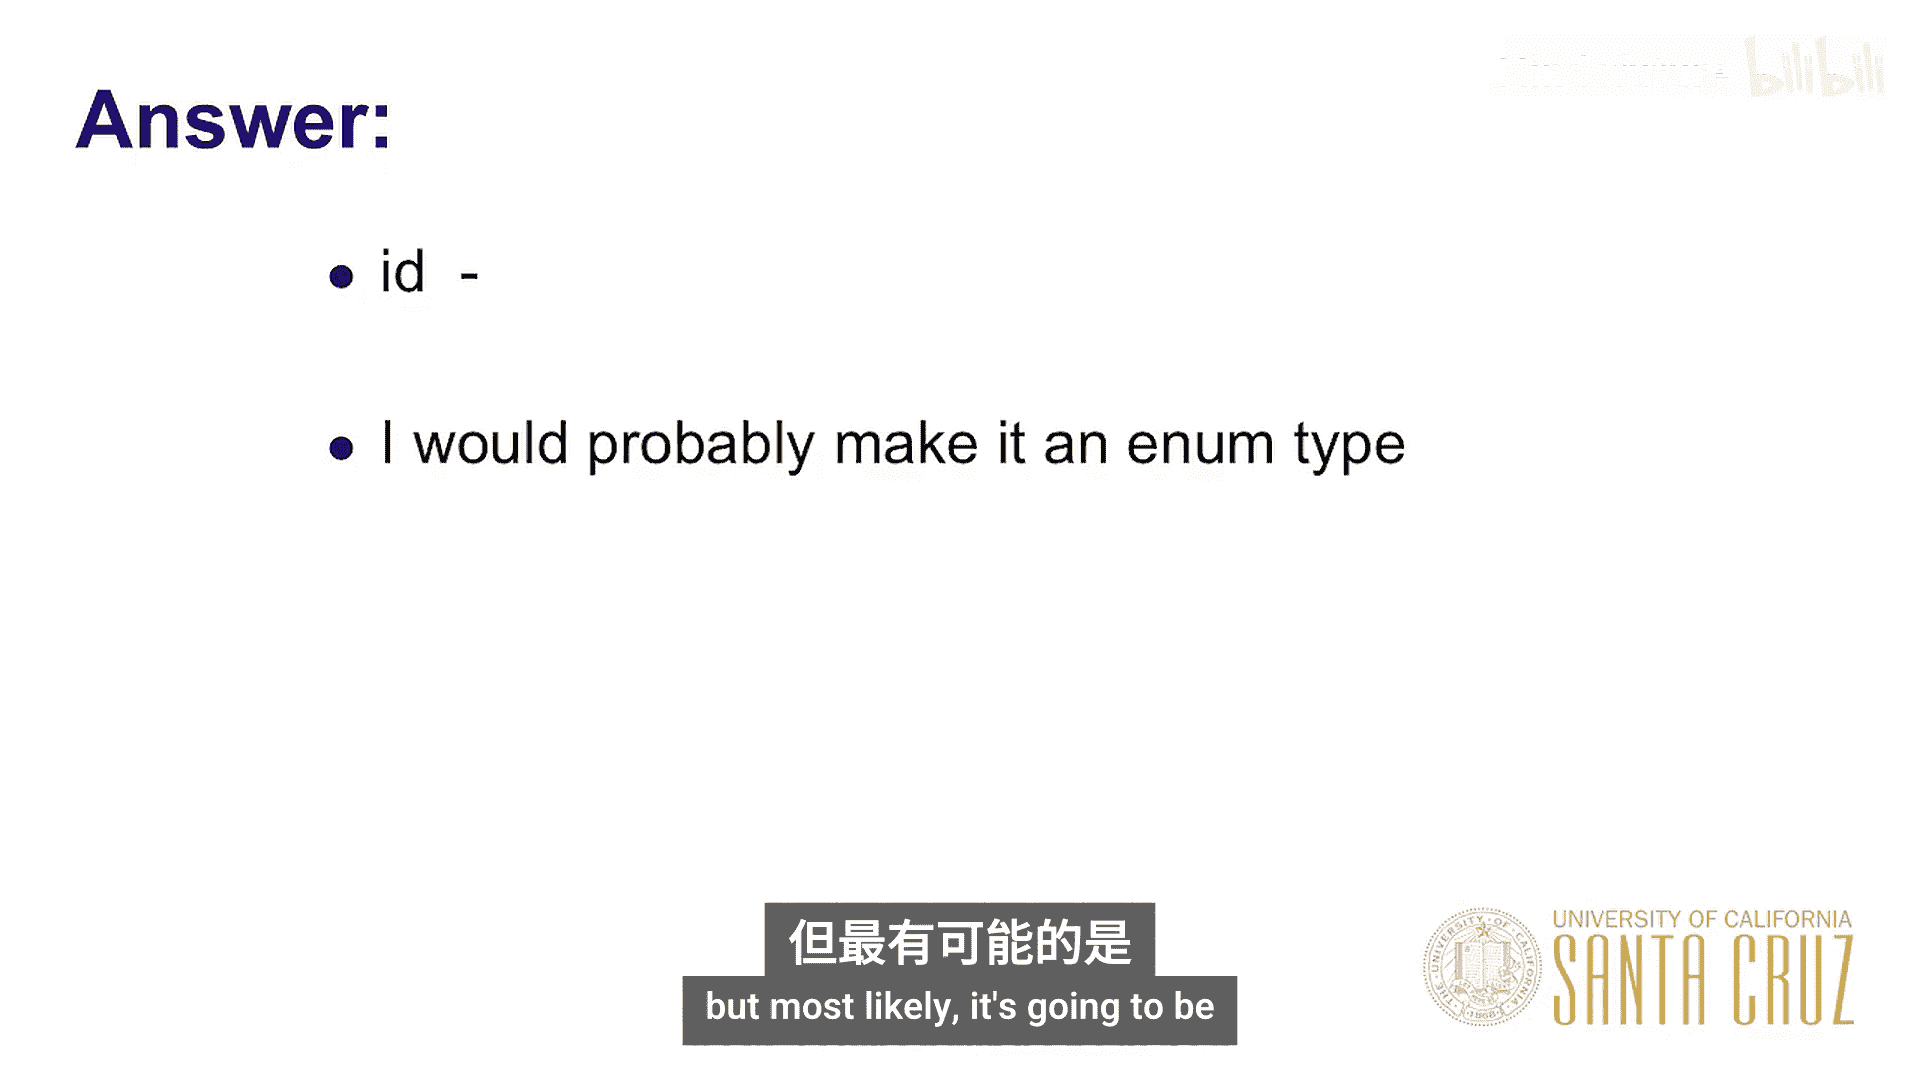 Answer:
id -
I would probably make it an enum type
但最有可能的是
but most likely, it's going to be
UNIVERSITY OF CALIFORNIA
SANTA CRUZ
bilibili